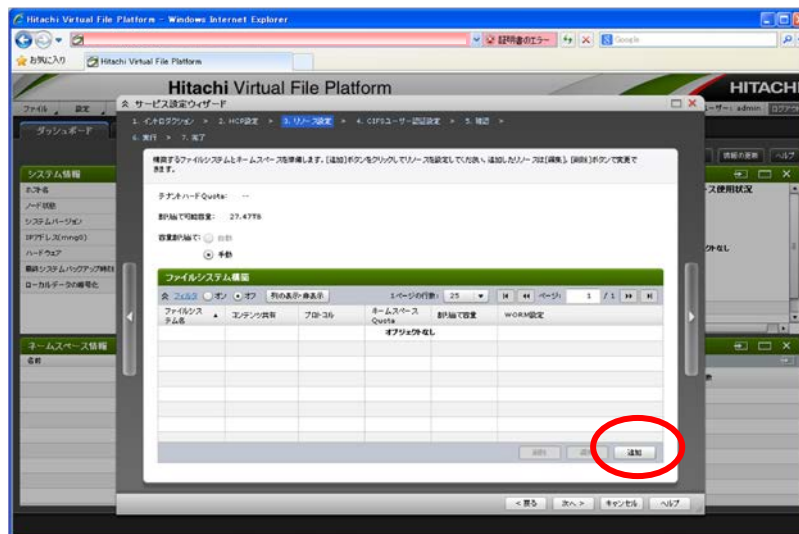 Hitachi Virtual File Platform - Windows Internet Explorer
証明書のエラー
Google
お気に入り
Hitachi Virtual File Platform
Hitachi Virtual File Platform
HITACHI
ファイル
設定
サービス設定ウィザード
ーザー: admin
ログアウ
1. イントロダクション > 2. HCP設定 > 3. リソース設定 > 4. CIFSユーザー認証設定 > 5. 確認 >
6. 実行 > 7. 完了
ダッシュボード
情報の更新
ヘルプ
構築するファイルシステムとネームスペースを準備します。[追加]ボタンをクリックしてリソースを設定してください。追加したリソースは[編集]、[削除]ボタンで変更で
きます。
システム情報
ホスト名
ノード状態
システムバージョン
IPアドレス(mng0)
ハードウェア
最終システムバックアップ時刻
ローカルデータの暗号化
ース使用状況
クトなし
テナントハードQuota: --
割り当て可能容量: 27.47TB
容量割り当て: 自動
手動
ファイルシステム構築
フィルタ オン オフ 列の表示・非表示
1ページの行数: 25
ページ: 1 / 1
ファイルシステム名
コンテンツ共有
プロトコル
ネームスペースQuota
割り当て容量
WORM設定
オブジェクトなし
ネームスペース情報
名前
削除
追加
< 戻る
次へ >
キャンセル
ヘルプ